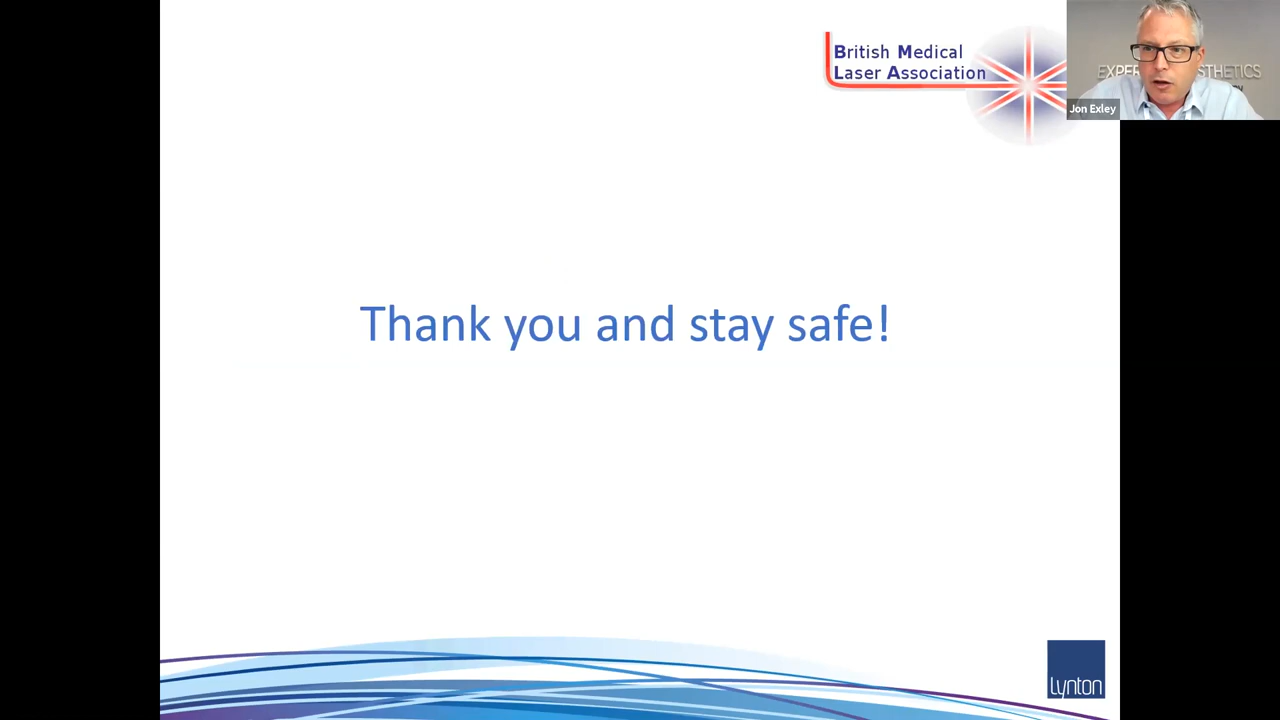 British Medical
Laser Association
EXPER
THETICS
Jon Exley
Thank you and stay safe!
Lynton